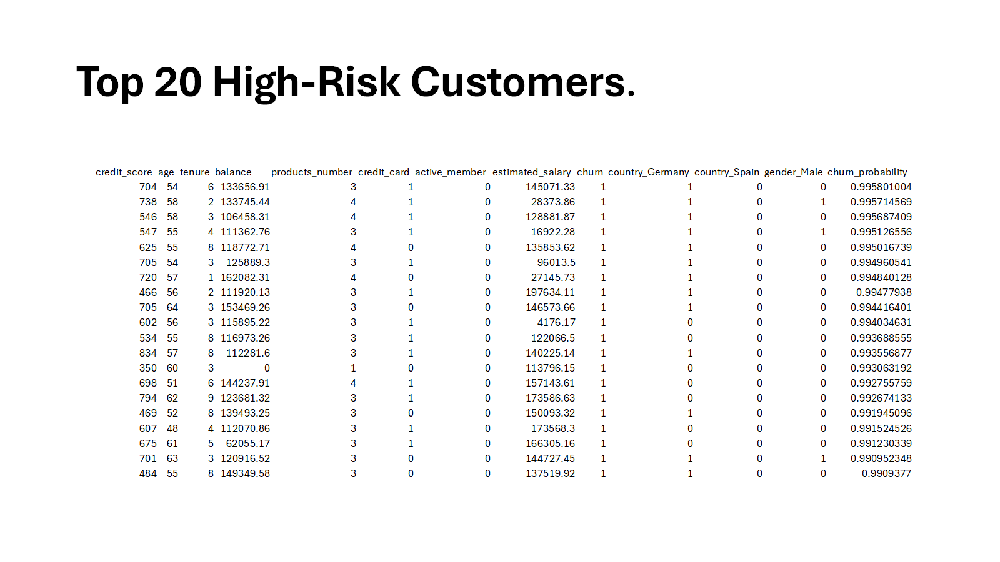 Top 20 High-Risk Customers.
credit_score age tenure balance products_number credit_card active_member estimated_salary churn country_Germany country_Spain gender_Male churn_probability
704 54 6 133656.91 3 1 0 145071.33 1 1 0 0 0.995801004
738 58 2 133745.44 4 1 0 28373.86 1 1 0 1 0.995714569
546 58 3 106458.31 4 1 0 128881.87 1 1 0 0 0.995687409
547 55 4 111362.76 3 1 0 16922.28 1 1 0 1 0.995126556
625 55 8 118772.71 4 0 0 135853.62 1 1 0 0 0.995016739
705 54 3 125889.3 3 1 0 96013.5 1 1 0 0 0.994960541
720 57 1 162082.31 4 0 0 27145.73 1 1 0 0 0.994840128
466 56 2 111920.13 3 1 0 197634.11 1 1 0 0 0.99477938
705 64 3 153469.26 3 0 0 146573.66 1 1 0 0 0.994416401
602 56 3 115895.22 3 1 0 4176.17 1 0 0 0 0.994034631
534 55 8 116973.26 3 1 0 122066.5 1 0 0 0 0.993688555
834 57 8 112281.6 3 1 0 140225.14 1 1 0 0 0.993556877
350 60 3 0 1 0 0 113796.15 1 0 0 0 0.993063192
698 51 6 144237.91 4 1 0 157143.61 1 0 0 0 0.992755759
794 62 9 123681.32 3 1 0 173586.63 1 0 0 0 0.992674133
469 52 8 139493.25 3 0 0 150093.32 1 1 0 0 0.991945096
607 48 4 112070.86 3 1 0 173568.3 1 0 0 0 0.991524526
675 61 5 62055.17 3 1 0 166305.16 1 0 0 0 0.991230339
701 63 3 120916.52 3 0 0 144727.45 1 1 0 1 0.990952348
484 55 8 149349.58 3 0 0 137519.92 1 1 0 0 0.9909377